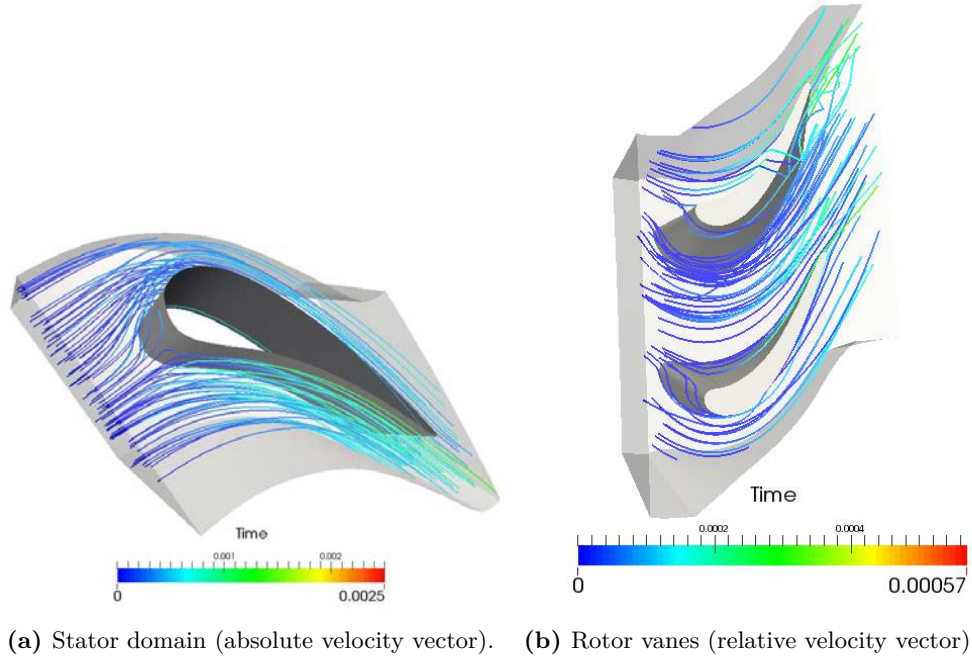 Time
0.0002
0.0004
0
0.00057
Time
0.001
0.002
0
0.0025
(a) Stator domain (absolute velocity vector).
(b) Rotor vanes (relative velocity vector)